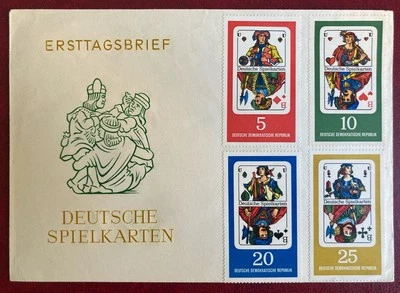 ERSTTAGSBRIEF
DEUTSCHE
SPIELKARTEN
Deutsche Spielkarten
5
DEUTSCHE DEMOKRATISCHE REPUBLIK
Deutsche Spielkarten
10
DEUTSCHE DEMOKRATISCHE REPUBLIK
Deutsche Spielkarten
20
DEUTSCHE DEMOKRATISCHE REPUBLIK
Deutsche Spielkarten
25
DEUTSCHE DEMOKRATISCHE REPUBLIK